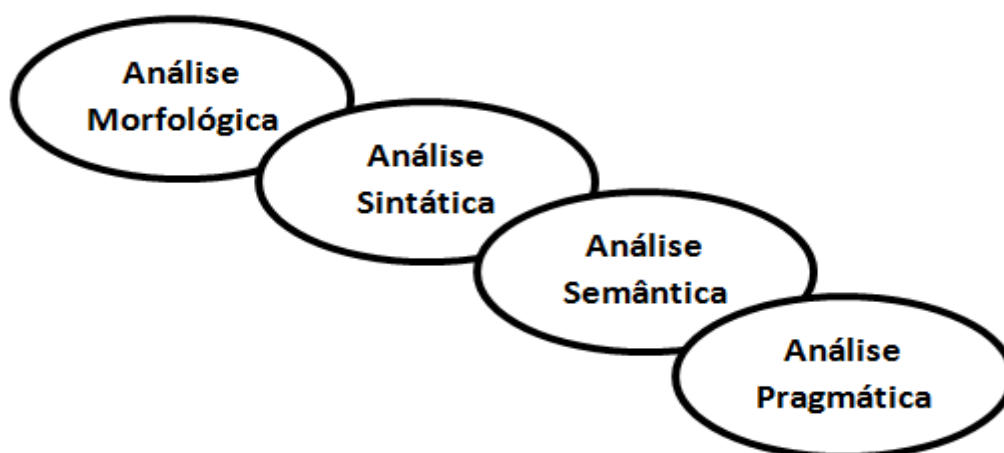 Análise
Morfológica
Análise
Sintática
Análise
Semântica
Análise
Pragmática